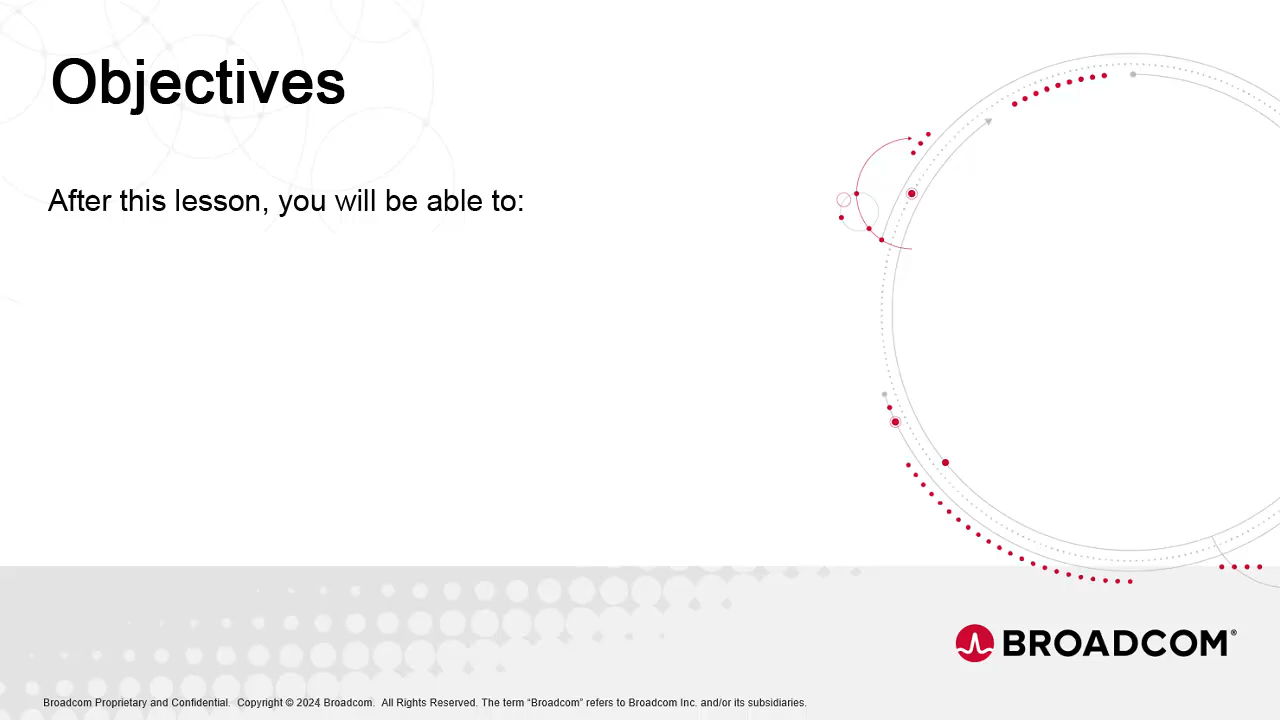 Objectives
After this lesson, you will be able to:
BROADCOM®
Broadcom Proprietary and Confidential.  Copyright © 2024 Broadcom.  All Rights Reserved. The term “Broadcom” refers to Broadcom Inc. and/or its subsidiaries.